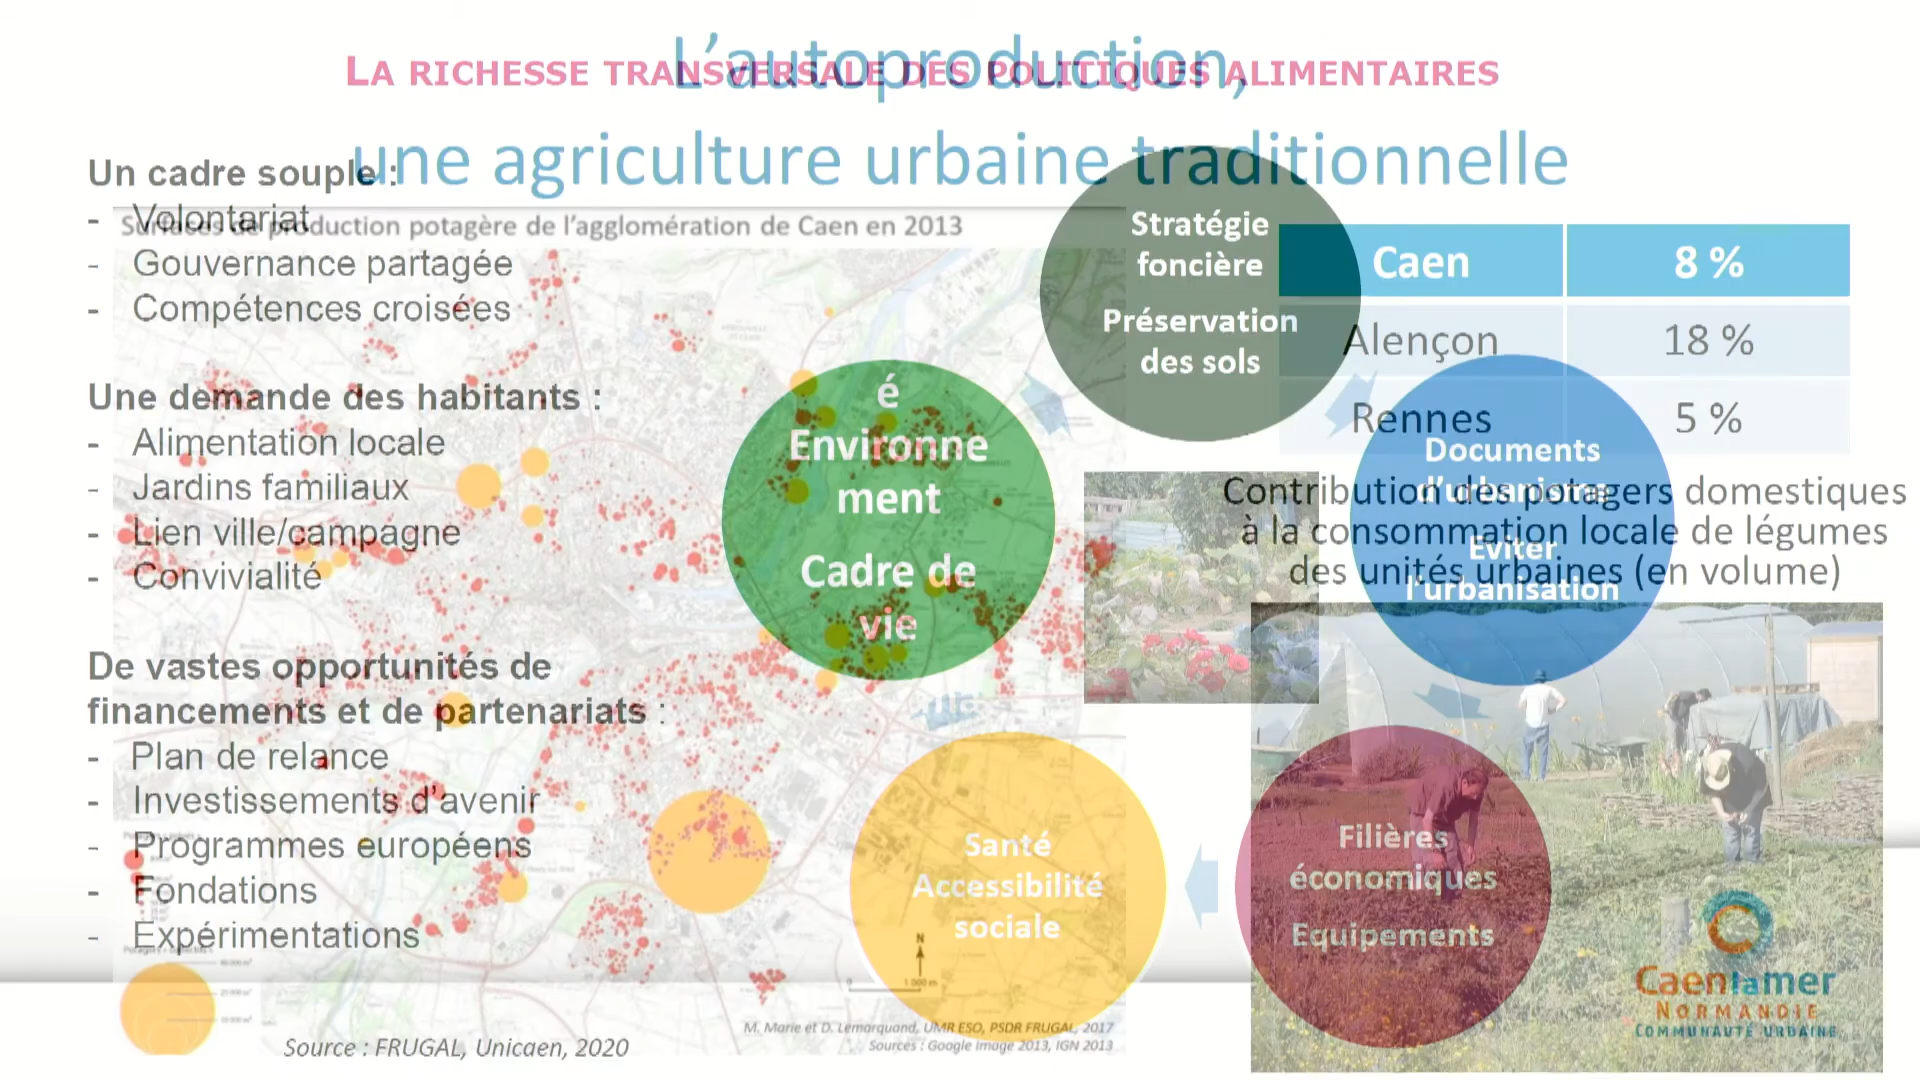 LA RICHESSE TRANSVERSALE DES POLITIQUES ALIMENTAIRES
L'autoproduction,
une agriculture urbaine traditionnelle
Un cadre souple :
- Volontariat
- Gouvernance partagée
- Compétences croisées
Une demande des habitants :
- Alimentation locale
- Jardins familiaux
- Lien ville/campagne
- Convivialité
De vastes opportunités de
financements et de partenariats :
- Plan de relance
- Investissements d'avenir
- Programmes européens
- Fondations
- Expérimentations
Surfaces de production potagère de l'agglomération de Caen en 2013
Stratégie
foncière
Préservation
des sols
Caen 8 %
Alençon 18 %
Rennes 5 %
Contribution des potagers domestiques
à la consommation locale de légumes
des unités urbaines (en volume)
Documents
d'urbanisme
Eviter
l'urbanisation
é
Environne
ment
Cadre de
vie
Santé
Accessibilité
sociale
Filières
économiques
Equipements
N
1 000 m
M. Marie et D. Lemarquand, UMR ESO, PSDR FRUGAL, 2017
Sources : Google Image 2013, IGN 2013
Source : FRUGAL, Unicaen, 2020
Caenlamer
NORMANDIE
COMMUNAUTÉ URBAINE